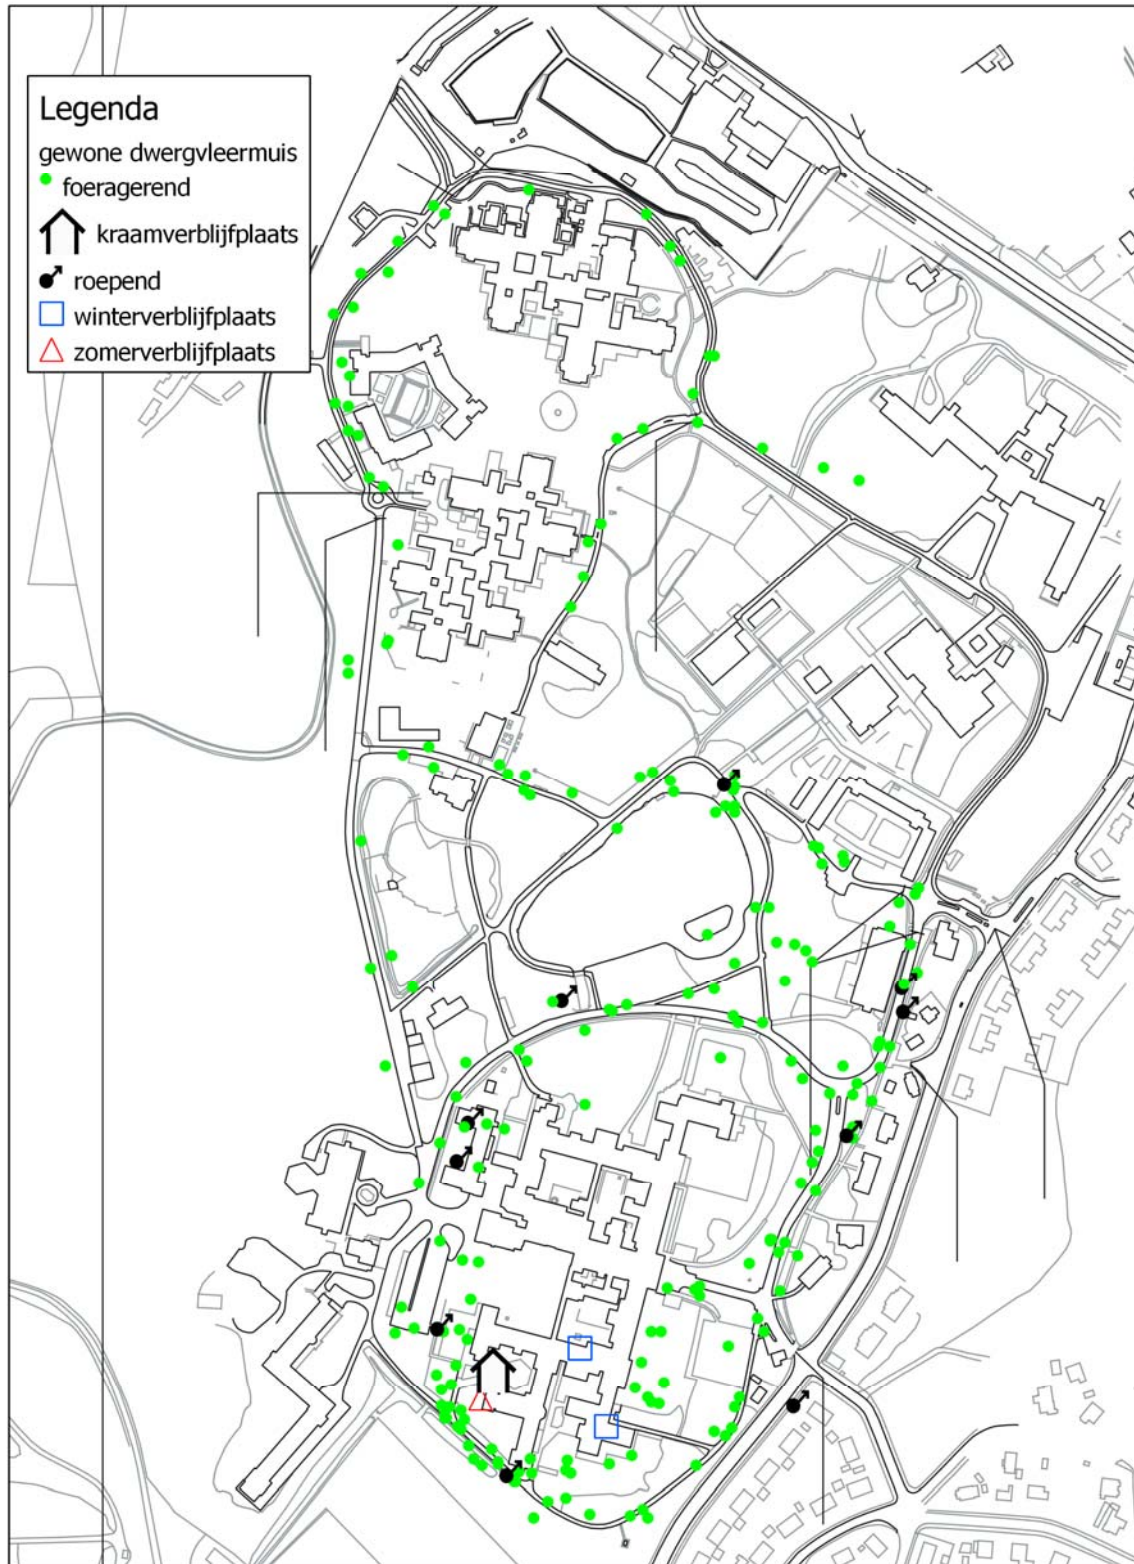 Legenda
gewone dwergvleermuis
foeragerend
kraamverblijfplaats
roepend
winterverblijfplaats
zomerverblijfplaats